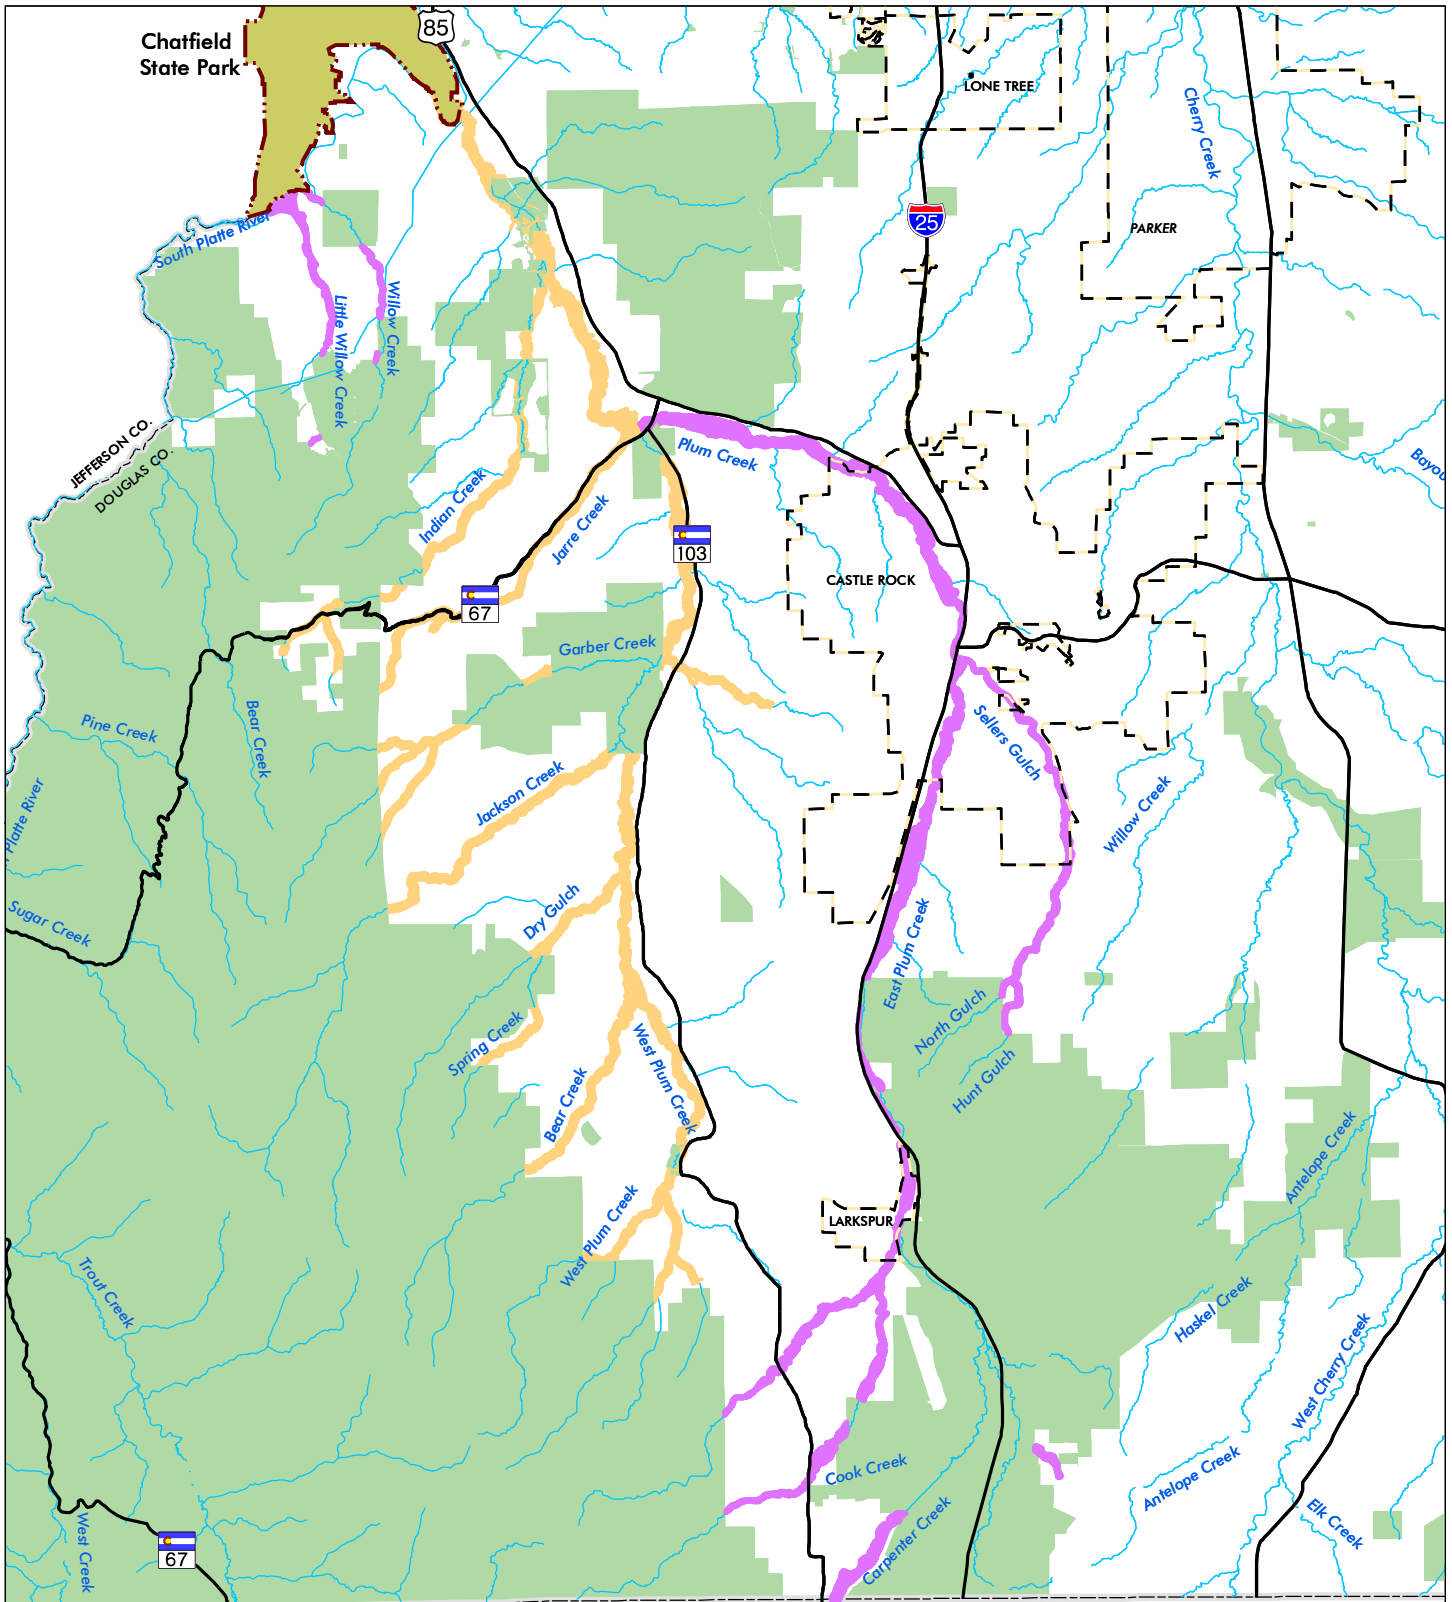 85
Chatfield
State Park
LONE TREE
Cherry Creek
25
PARKER
South Platte River
Little Willow Creek
Willow Creek
JEFFERSON CO.
DOUGLAS CO.
Plum Creek
Indian Creek
Jarre Creek
103
CASTLE ROCK
67
Garber Creek
Pine Creek
Bear Creek
Sellers Gulch
Jackson Creek
Willow Creek
Platte River
Sugar Creek
Dry Gulch
East Plum Creek
North Gulch
Spring Creek
West Plum Creek
Hunt Gulch
Bear Creek
Antelope Creek
West Plum Creek
LARKSPUR
Trout Creek
Haskel Creek
West Cherry Creek
Cook Creek
Antelope Creek
Carpenter Creek
Elk Creek
West Creek
67